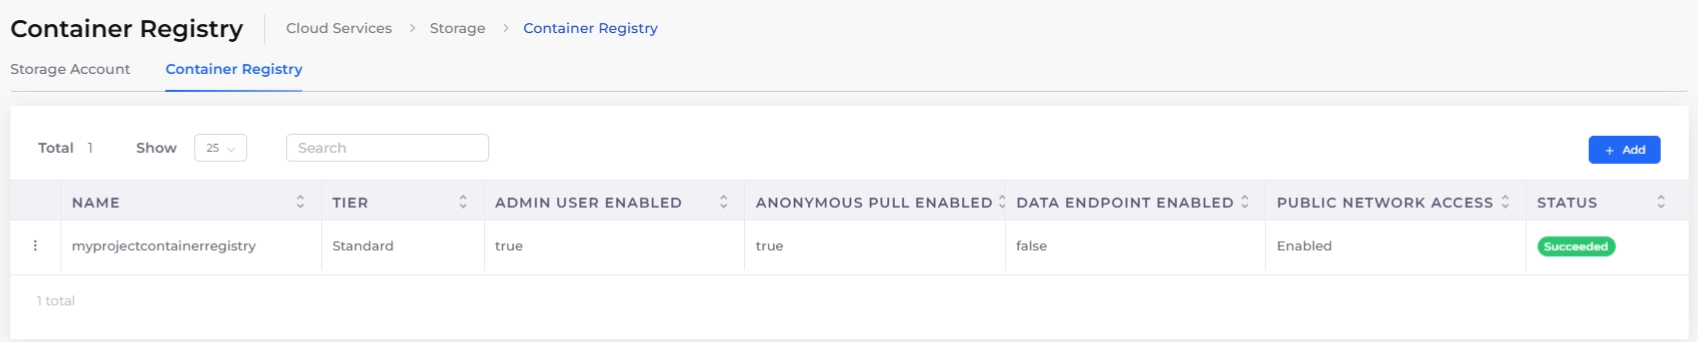 Container Registry
Cloud Services > Storage > Container Registry
Storage Account Container Registry
Total 1 Show 25 Search + Add
NAME TIER ADMIN USER ENABLED ANONYMOUS PULL ENABLED DATA ENDPOINT ENABLED PUBLIC NETWORK ACCESS STATUS
myprojectcontainerregistry Standard true true false Enabled Succeeded
1 total